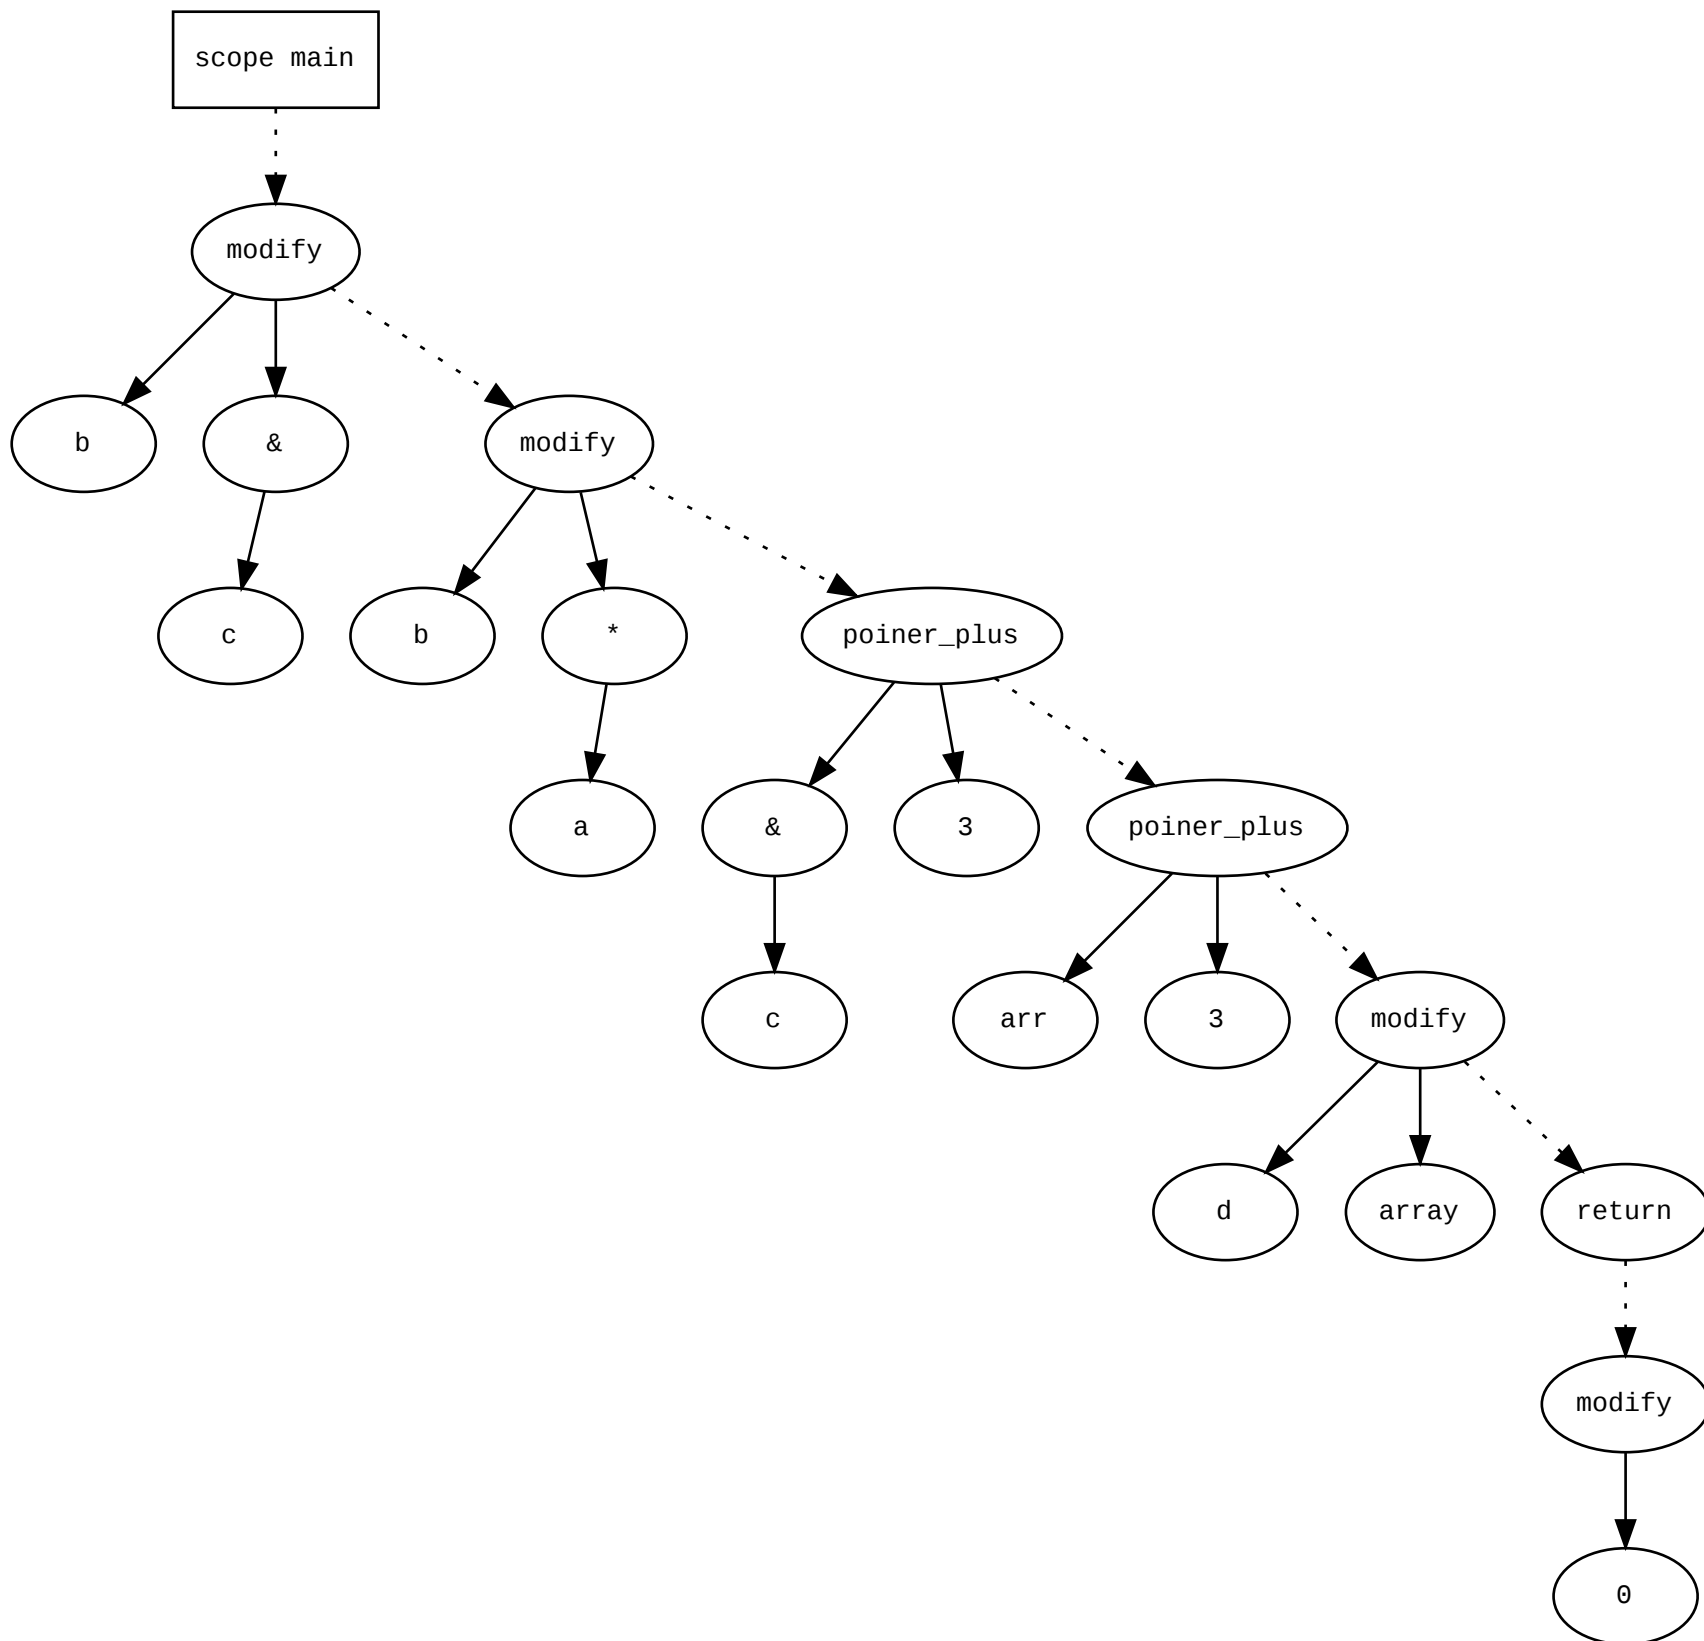 scope main
modify
b
&
modify
c
b
*
poiner_plus
a
&
3
poiner_plus
c
arr
3
modify
d
array
return
modify
0